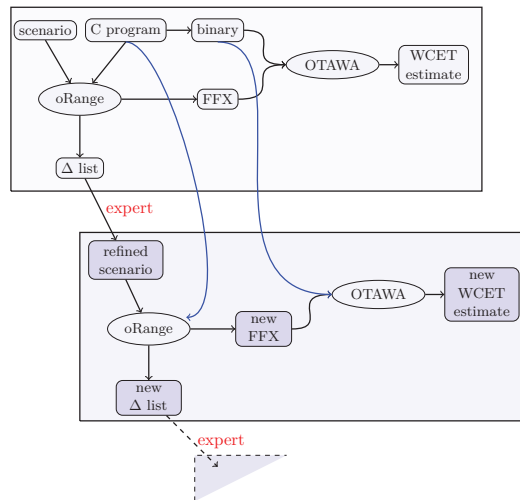 scenario
C program
binary
OTAWA
WCET
estimate
oRange
FFX
Δ list
expert
refined
scenario
OTAWA
new
WCET
estimate
oRange
new
FFX
new
Δ list
expert